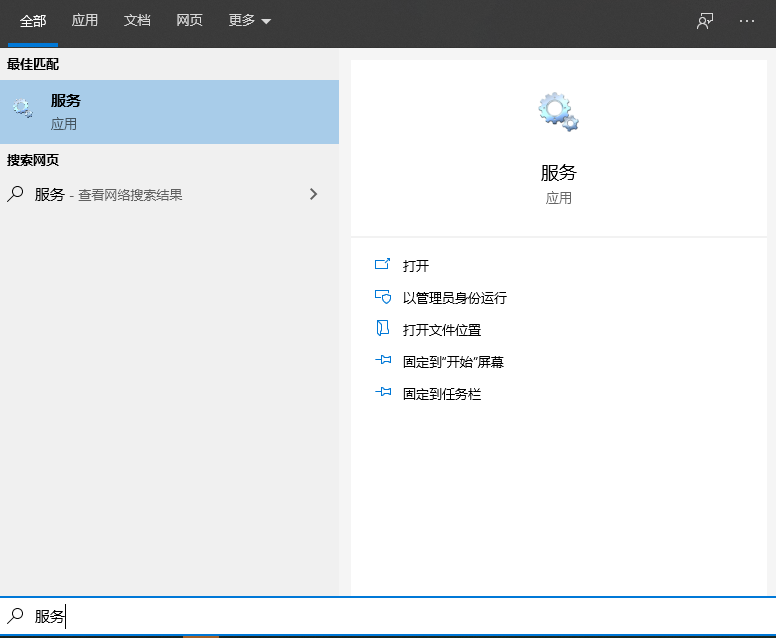 全部 应用 文档 网页 更多
最佳匹配
服务
应用
搜索网页
服务 - 查看网络搜索结果
服务
应用
打开
以管理员身份运行
打开文件位置
固定到"开始"屏幕
固定到任务栏
服务